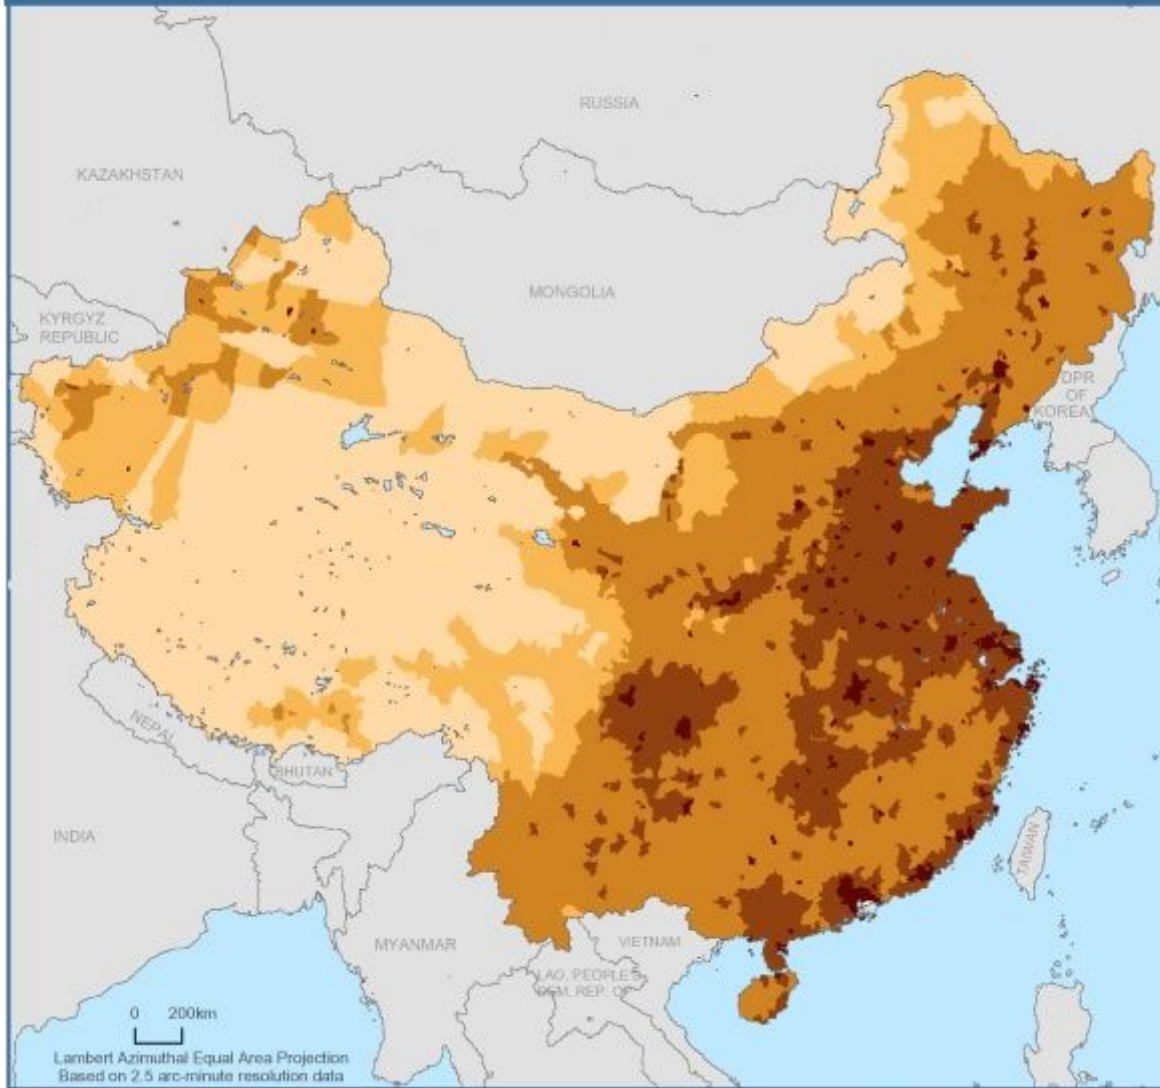 RUSSIA
KAZAKHSTAN
MONGOLIA
KYRGYZ
REPUBLIC
DPR
OF
KOREA
NEPAL
BHUTAN
INDIA
TAIWAN
MYANMAR
VIETNAM
LAO, PEOPLE'S
DEM. REP. OF
0 200km
Lambert Azimuthal Equal Area Projection
Based on 2.5 arc-minute resolution data